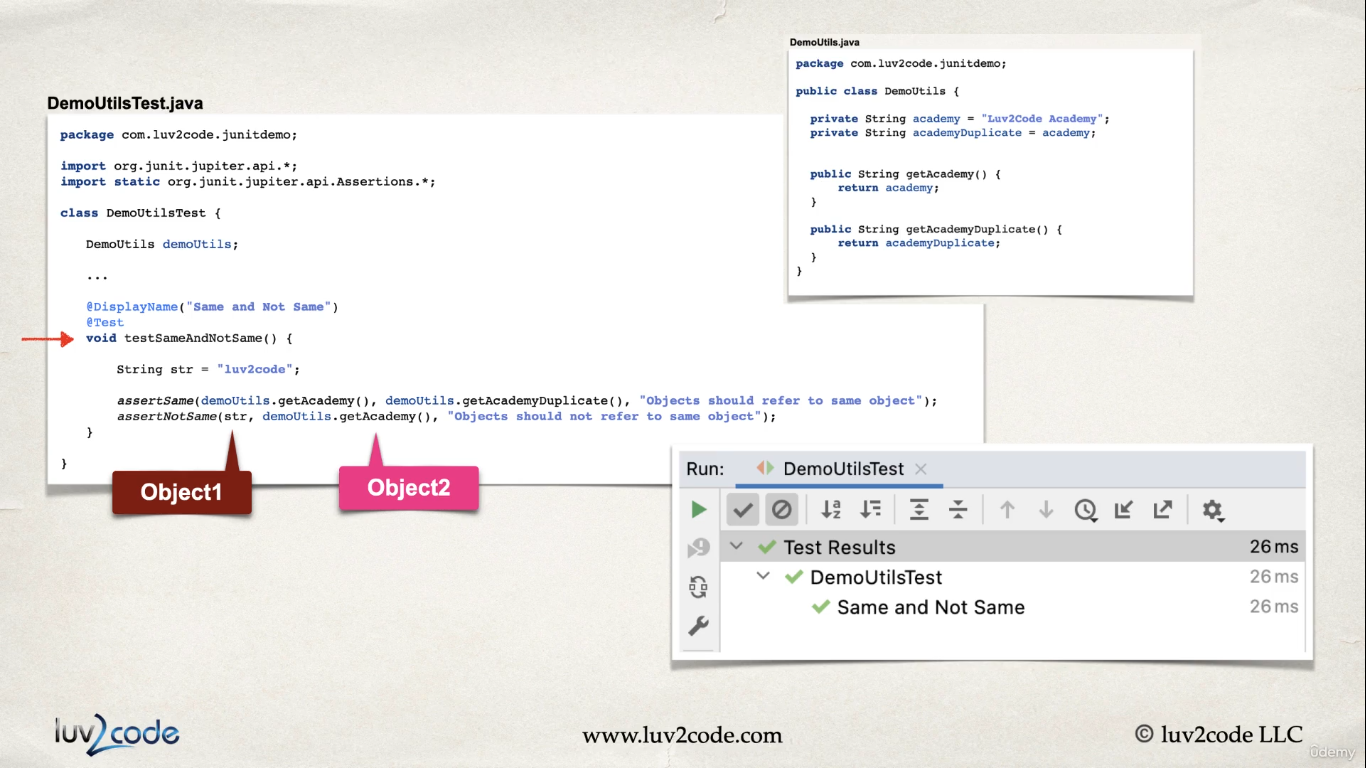 DemoUtils.java
package com.luv2code.junitdemo;
public class DemoUtils {
private String academy = "Luv2Code Academy";
private String academyDuplicate = academy;
public String getAcademy() {
return academy;
}
public String getAcademyDuplicate() {
return academyDuplicate;
}
}
DemoUtilsTest.java
package com.luv2code.junitdemo;
import org.junit.jupiter.api.*;
import static org.junit.jupiter.api.Assertions.*;
class DemoUtilsTest {
DemoUtils demoUtils;
...
@DisplayName("Same and Not Same")
@Test
void testSameAndNotSame() {
String str = "luv2code";
assertSame(demoUtils.getAcademy(), demoUtils.getAcademyDuplicate(), "Objects should refer to same object");
assertNotSame(str, demoUtils.getAcademy(), "Objects should not refer to same object");
}
}
Object1
Object2
Run: DemoUtilsTest
Test Results 26 ms
DemoUtilsTest 26 ms
Same and Not Same 26 ms
luv2code
www.luv2code.com
© luv2code LLC
ûdemy